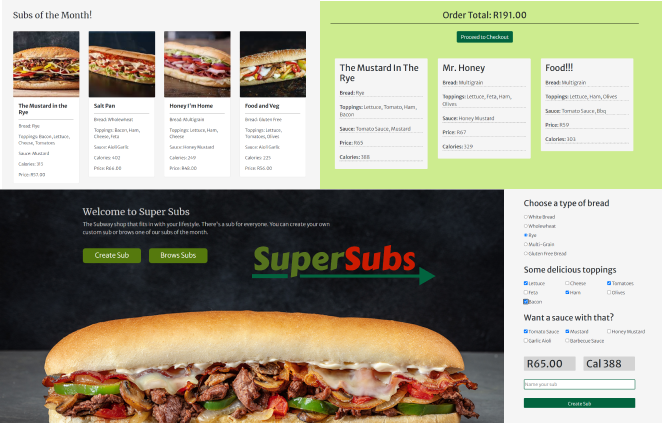 Subs of the Month!
The Mustard in the
Rye
Bread: Rye
Toppings: Bacon, Lettuce,
Cheese, Tomatoes
Sauce: Mustard
Calories: 313
Price: R57.00
Salt Pan
Bread: Wholewheat
Toppings: Bacon, Ham,
Cheese, Feta
Sauce: Aioli Garlic
Calories: 402
Price: R66.00
Honey I'm Home
Bread: Multigrain
Toppings: Lettuce, Ham,
Cheese
Sauce: Honey Mustard
Calories: 249
Price: R48.00
Food and Veg
Bread: Gluten Free
Toppings: Lettuce,
Tomatoes, Olives
Sauce: Aioli Garlic
Calories: 225
Price: R56.00
Order Total: R191.00
Proceed to Checkout
The Mustard In The
Rye
Bread: Rye
Toppings: Lettuce, Tomato, Ham,
Bacon
Sauce: Tomato Sauce, Mustard
Price: R65
Calories: 388
Mr. Honey
Bread: Multigrain
Toppings: Lettuce, Feta, Ham,
Olives
Sauce: Honey Mustard
Price: R67
Calories: 329
Food!!!
Bread: Multigrain
Toppings: Lettuce, Ham, Olives
Sauce: Tomato Sauce, Bbq
Price: R59
Calories: 303
Welcome to Super Subs
The Subway shop that fits in with your lifestyle. There's a sub for everyone. You can create your own
custom sub or brows one of our subs of the month.
Create Sub
Brows Subs
SuperSubs
Choose a type of bread
White Bread
Wholewheat
Rye
Multi-Grain
Gluten Free Bread
Some delicious toppings
Lettuce Cheese Tomatoes
Feta Ham Olives
Bacon
Want a sauce with that?
Tomato Sauce Mustard Honey Mustard
Garlic Aioli Barbecue Sauce
R65.00 Cal 388
Name your sub
Create Sub